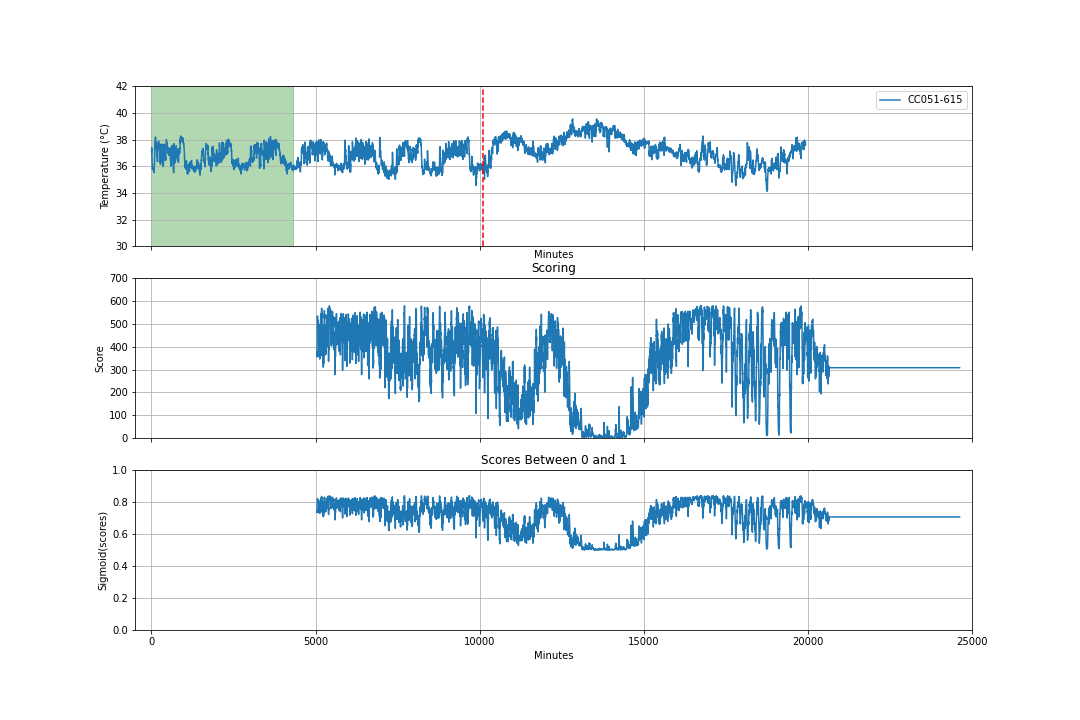 42
40
38
36
34
32
30
Temperature (°C)
CC051-615
Minutes
Scoring
700
600
500
400
300
200
100
0
Score
Scores Between 0 and 1
1.0
0.8
0.6
0.4
0.2
0.0
Sigmoid(scores)
0 5000 10000 15000 20000 25000
Minutes